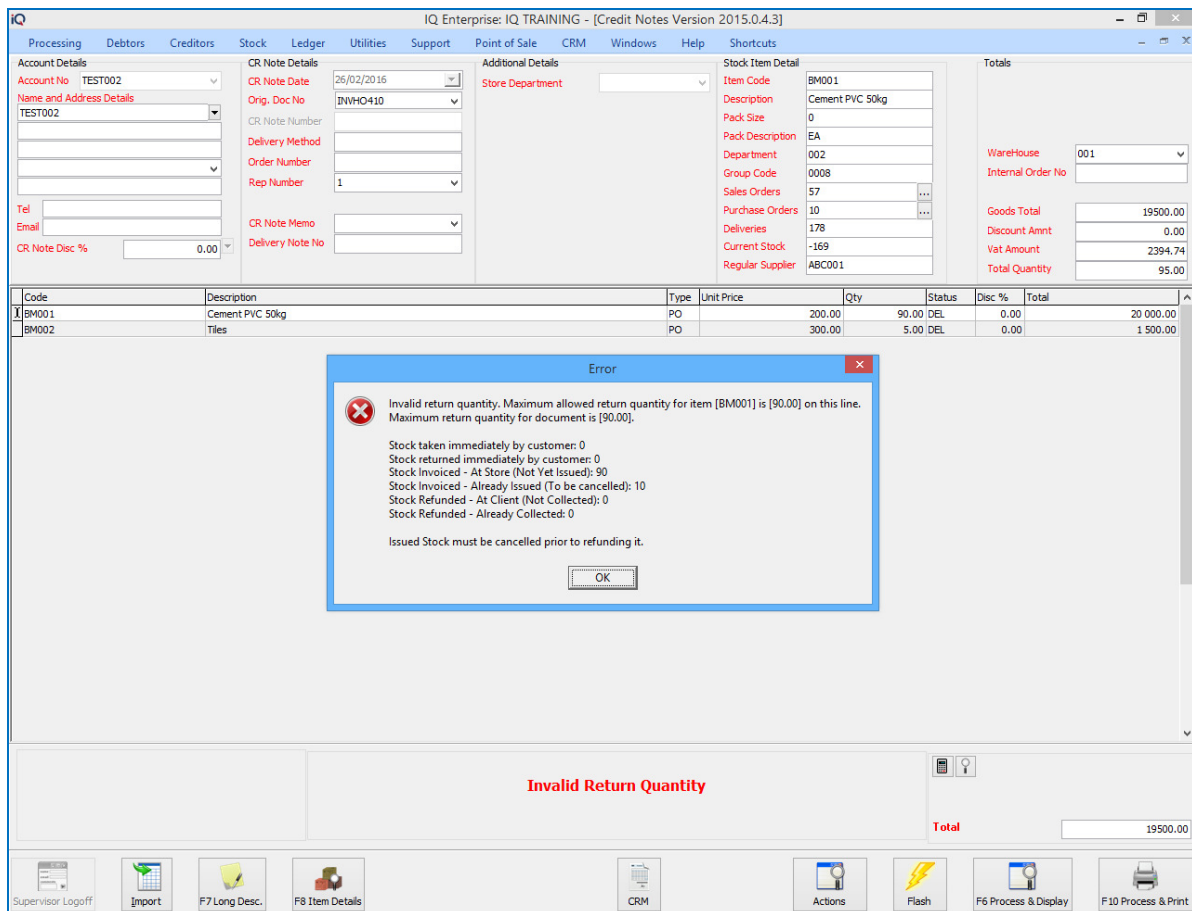 iQ
IQ Enterprise: IQ TRAINING - [Credit Notes Version 2015.0.4.3]
Processing Debtors Creditors Stock Ledger Utilities Support Point of Sale CRM Windows Help Shortcuts
Account Details
Account No TEST002
Name and Address Details
TEST002
Tel
Email
CR Note Disc % 0.00
CR Note Details
CR Note Date 26/02/2016
Orig. Doc No INVHO410
CR Note Number
Delivery Method
Order Number
Rep Number 1
CR Note Memo
Delivery Note No
Additional Details
Store Department
Stock Item Detail
Item Code BM001
Description Cement PVC 50kg
Pack Size 0
Pack Description EA
Department 002
Group Code 0008
Sales Orders 57 ...
Purchase Orders 10 ...
Deliveries 178
Current Stock -169
Regular Supplier ABC001
Totals
WareHouse 001
Internal Order No
Goods Total 19500.00
Discount Amnt 0.00
Vat Amount 2394.74
Total Quantity 95.00
Code Description Type Unit Price Qty Status Disc % Total
BM001 Cement PVC 50kg PO 200.00 90.00 DEL 0.00 20 000.00
BM002 Tiles PO 300.00 5.00 DEL 0.00 1 500.00
Error
Invalid return quantity. Maximum allowed return quantity for item [BM001] is [90.00] on this line.
Maximum return quantity for document is [90.00].
Stock taken immediately by customer: 0
Stock returned immediately by customer: 0
Stock Invoiced - At Store (Not Yet Issued): 90
Stock Invoiced - Already Issued (To be cancelled): 10
Stock Refunded - At Client (Not Collected): 0
Stock Refunded - Already Collected: 0
Issued Stock must be cancelled prior to refunding it.
OK
Invalid Return Quantity
Total 19500.00
Supervisor Logoff Import F7 Long Desc. F8 Item Details CRM Actions Flash F6 Process & Display F10 Process & Print